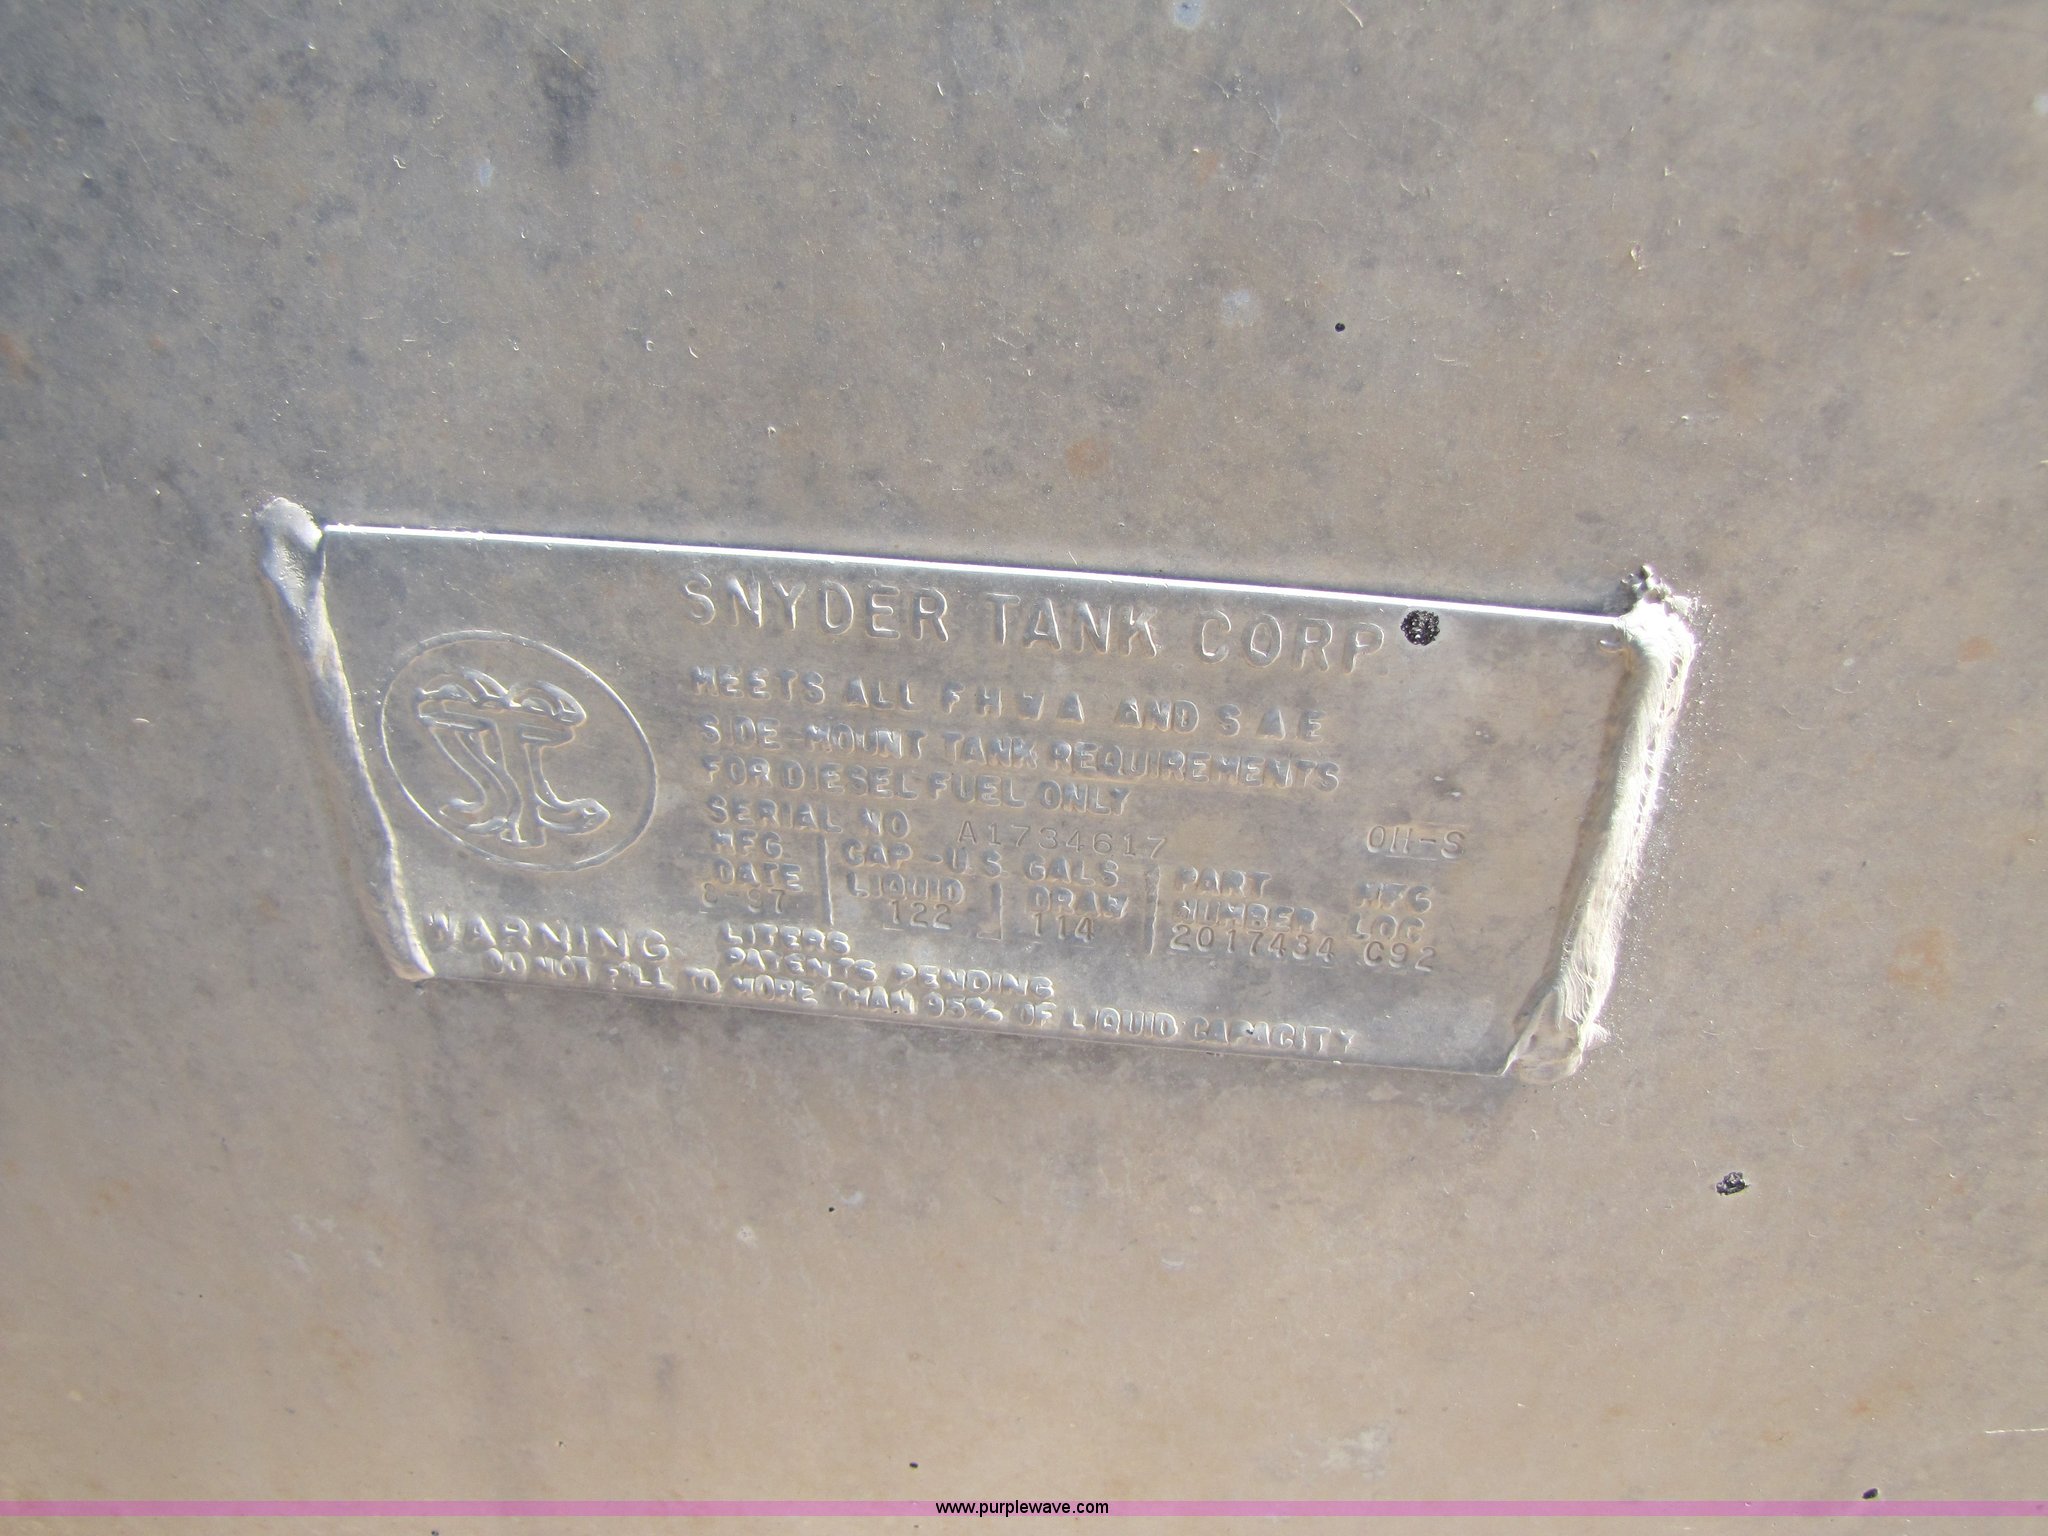 SNYDER TANK CORP
MEETS ALL F H W A AND S A E
SIDE-MOUNT TANK REQUIREMENTS
FOR DIESEL FUEL ONLY
SERIAL NO A1734617 011-S
MFG DATE 8-97
CAP-U.S. GALS
LIQUID 122
DRAW 114
PART NUMBER 2017434
MFG LOC C92
LITERS
PATENTS PENDING
WARNING-
DO NOT FILL TO MORE THAN 95% OF LIQUID CAPACITY
www.purplewave.com